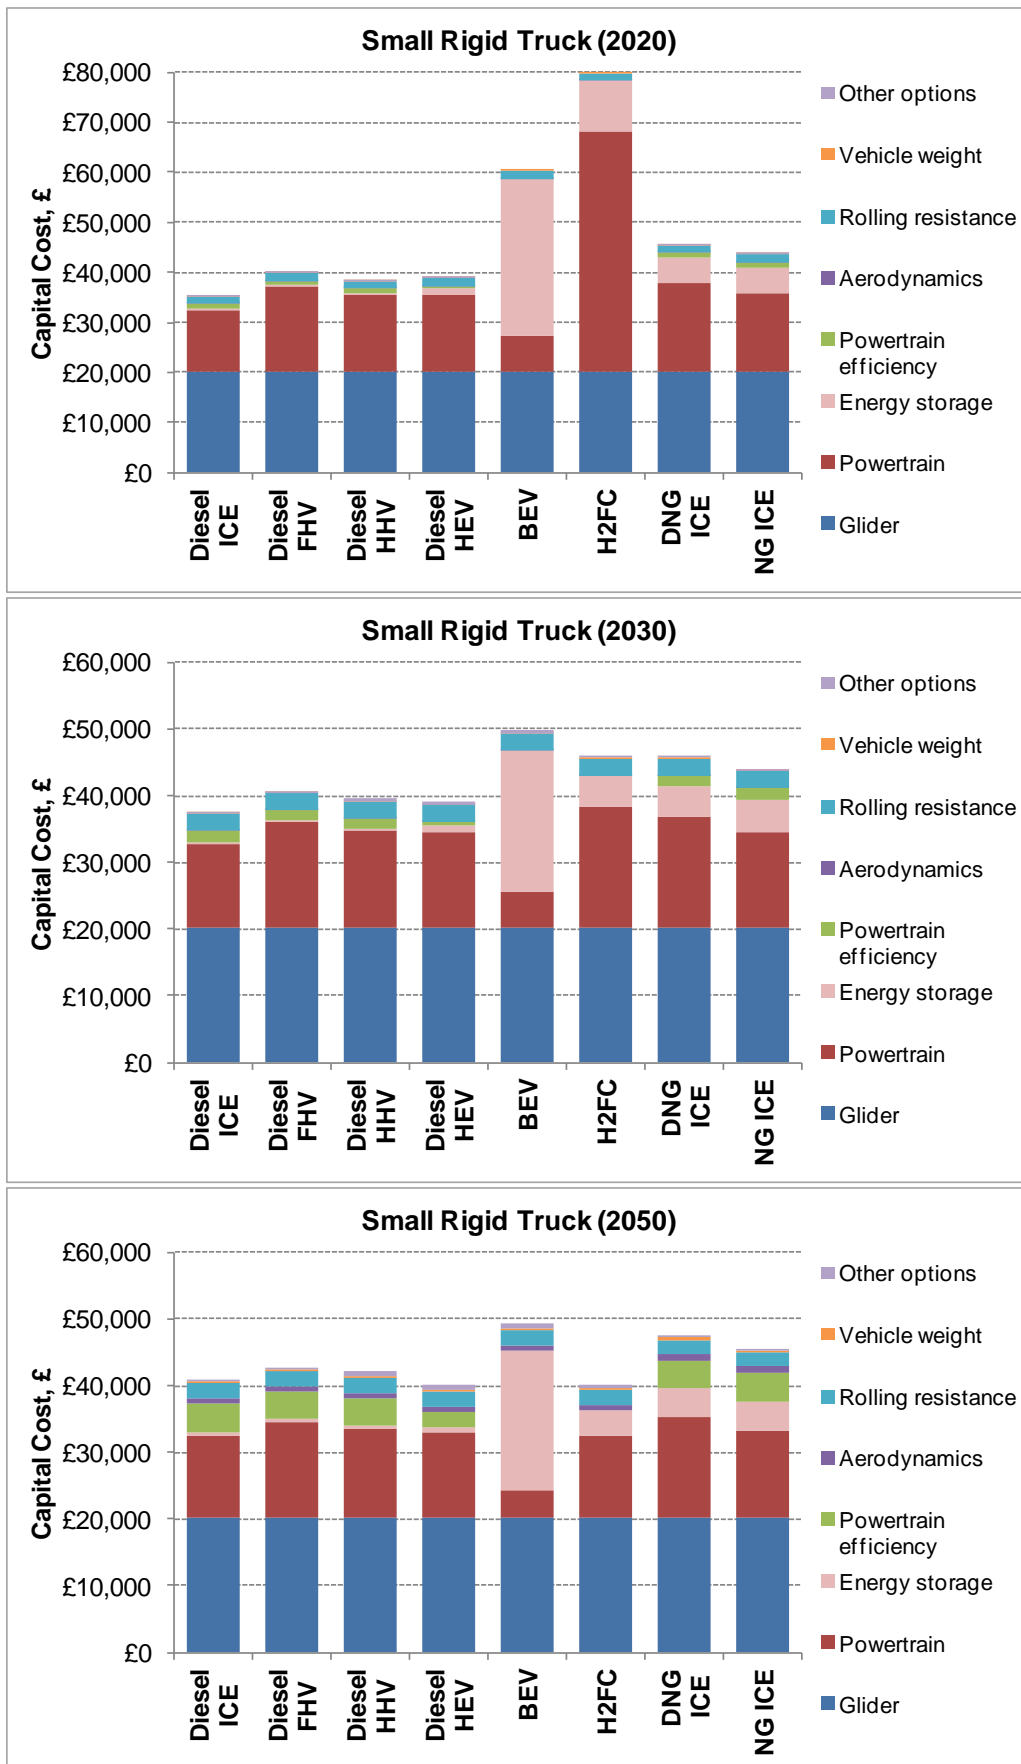 Small Rigid Truck (2020)
Capital Cost, £
£80,000
£70,000
£60,000
£50,000
£40,000
£30,000
£20,000
£10,000
£0
Diesel ICE
Diesel FHV
Diesel HHV
Diesel HEV
BEV
H2FC
DNG ICE
NG ICE
Other options
Vehicle weight
Rolling resistance
Aerodynamics
Powertrain
efficiency
Energy storage
Powertrain
Glider
Small Rigid Truck (2030)
Capital Cost, £
£60,000
£50,000
£40,000
£30,000
£20,000
£10,000
£0
Diesel ICE
Diesel FHV
Diesel HHV
Diesel HEV
BEV
H2FC
DNG ICE
NG ICE
Other options
Vehicle weight
Rolling resistance
Aerodynamics
Powertrain
efficiency
Energy storage
Powertrain
Glider
Small Rigid Truck (2050)
Capital Cost, £
£60,000
£50,000
£40,000
£30,000
£20,000
£10,000
£0
Diesel ICE
Diesel FHV
Diesel HHV
Diesel HEV
BEV
H2FC
DNG ICE
NG ICE
Other options
Vehicle weight
Rolling resistance
Aerodynamics
Powertrain
efficiency
Energy storage
Powertrain
Glider